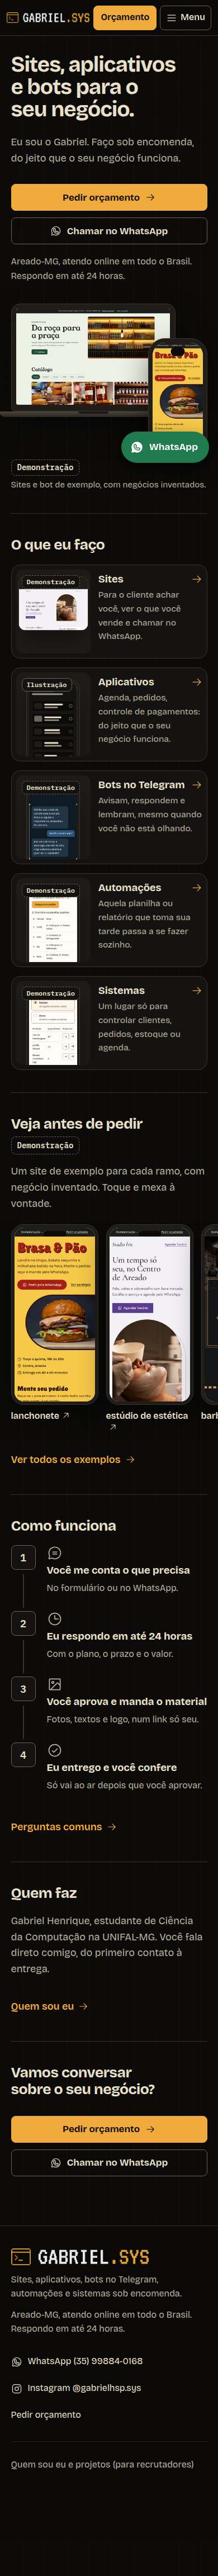 GABRIEL.SYS
Orçamento
Menu
Sites, aplicativos
e bots para o
seu negócio.
Eu sou o Gabriel. Faço sob encomenda,
do jeito que o seu negócio funciona.
Pedir orçamento →
Chamar no WhatsApp
Areado-MG, atendo online em todo o Brasil.
Respondo em até 24 horas.
Da roça para
a praça
Catálogo
Brasa & Pão
WhatsApp
Demonstração
Sites e bot de exemplo, com negócios inventados.
O que eu faço
Demonstração
Sites →
Para o cliente achar
você, ver o que você
vende e chamar no
WhatsApp.
Ilustração
Aplicativos →
Agenda, pedidos,
controle de pagamentos:
do jeito que o seu
negócio funciona.
Demonstração
Bots no Telegram →
Avisam, respondem e
lembram, mesmo quando
você não está olhando.
Demonstração
Automações →
Aquela planilha ou
relatório que toma sua
tarde passa a se fazer
sozinho.
Demonstração
Sistemas →
Um lugar só para
controlar clientes,
pedidos, estoque ou
agenda.
Veja antes de pedir
Demonstração
Um site de exemplo para cada ramo, com
negócio inventado. Toque e mexa à
vontade.
Brasa & Pão
Monte seu pedido
Um tempo só
seu, no Centro
de Areado
lanchonete ↗
estúdio de estética
↗
barb
Ver todos os exemplos →
Como funciona
1
Você me conta o que precisa
No formulário ou no WhatsApp.
2
Eu respondo em até 24 horas
Com o plano, o prazo e o valor.
3
Você aprova e manda o material
Fotos, textos e logo, num link só seu.
4
Eu entrego e você confere
Só vai ao ar depois que você aprovar.
Perguntas comuns →
Quem faz
Gabriel Henrique, estudante de Ciência
da Computação na UNIFAL-MG. Você fala
direto comigo, do primeiro contato à
entrega.
Quem sou eu →
Vamos conversar
sobre o seu negócio?
Pedir orçamento →
Chamar no WhatsApp
GABRIEL.SYS
Sites, aplicativos, bots no Telegram,
automações e sistemas sob encomenda.
Areado-MG, atendo online em todo o Brasil.
Respondo em até 24 horas.
WhatsApp (35) 99884-0168
Instagram @gabrielhsp.sys
Pedir orçamento
Quem sou eu e projetos (para recrutadores)